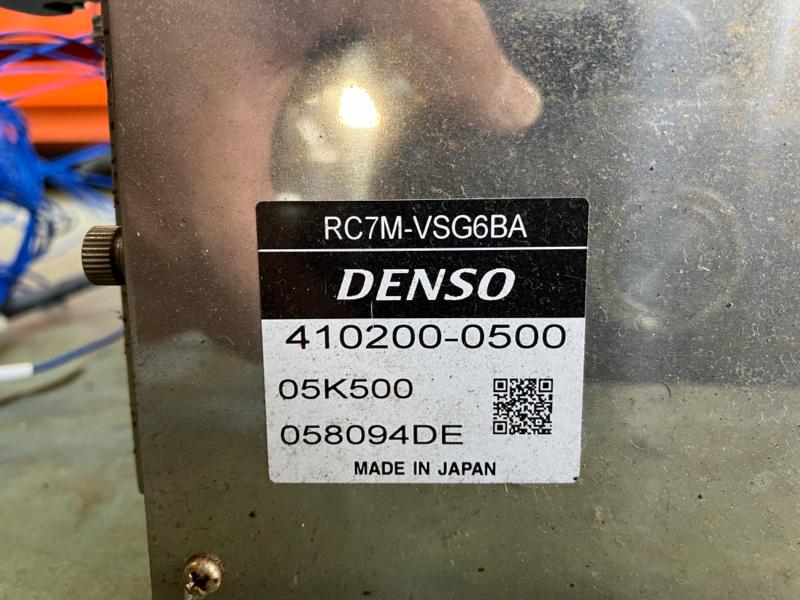 RC7M-VSG6BA
DENSO
410200-0500
05K500
058094DE
MADE IN JAPAN